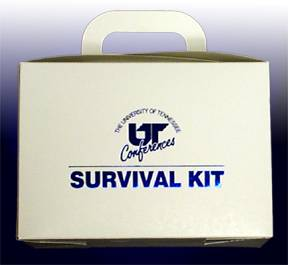 THE UNIVERSITY OF TENNESSEE
UT
Conferences
SURVIVAL KIT